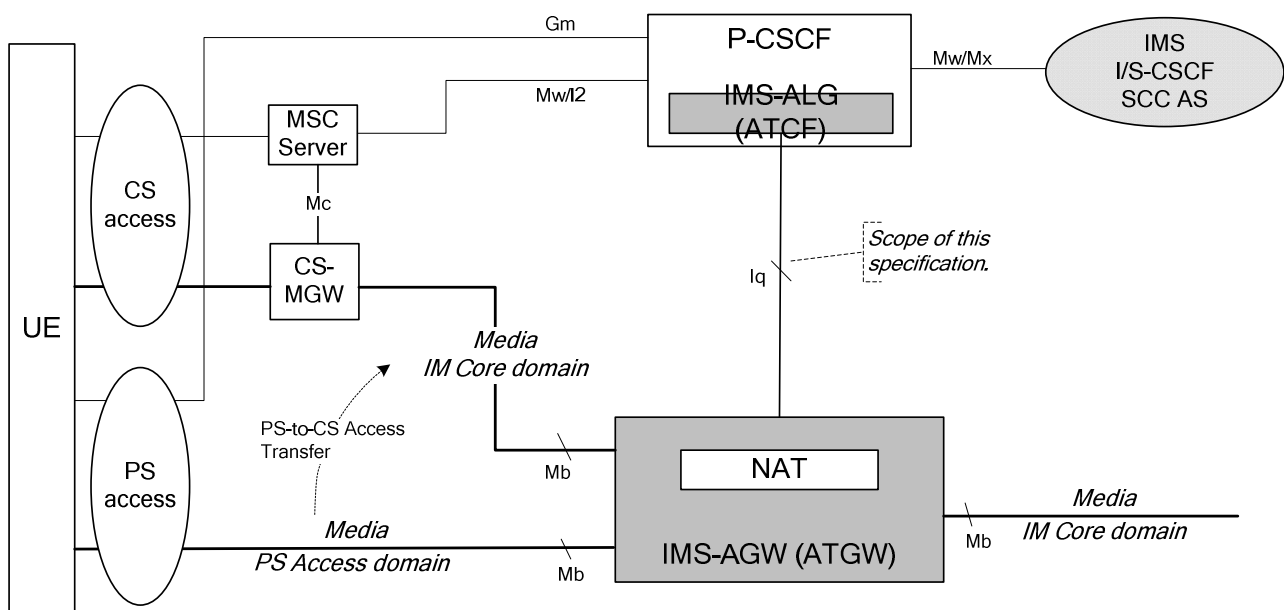 Gm
P-CSCF
IMS
I/S-CSCF
SCC AS
Mw/Mx
Mw/I2
IMS-ALG
(ATCF)
MSC
Server
CS
access
Mc
Scope of this
specification.
Iq
CS-
MGW
UE
Media
IM Core domain
PS-to-CS Access
Transfer
Mb
NAT
PS
access
Media
PS Access domain
Mb
IMS-AGW (ATGW)
Mb
Media
IM Core domain